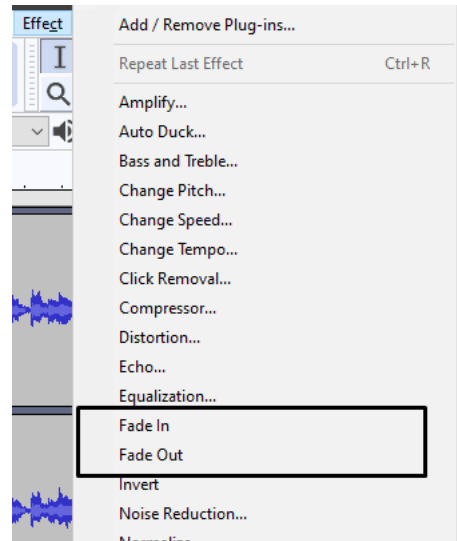 Effect
Add / Remove Plug-ins...
Repeat Last Effect Ctrl+R
Amplify...
Auto Duck...
Bass and Treble...
Change Pitch...
Change Speed...
Change Tempo...
Click Removal...
Compressor...
Distortion...
Echo...
Equalization...
Fade In
Fade Out
Invert
Noise Reduction...